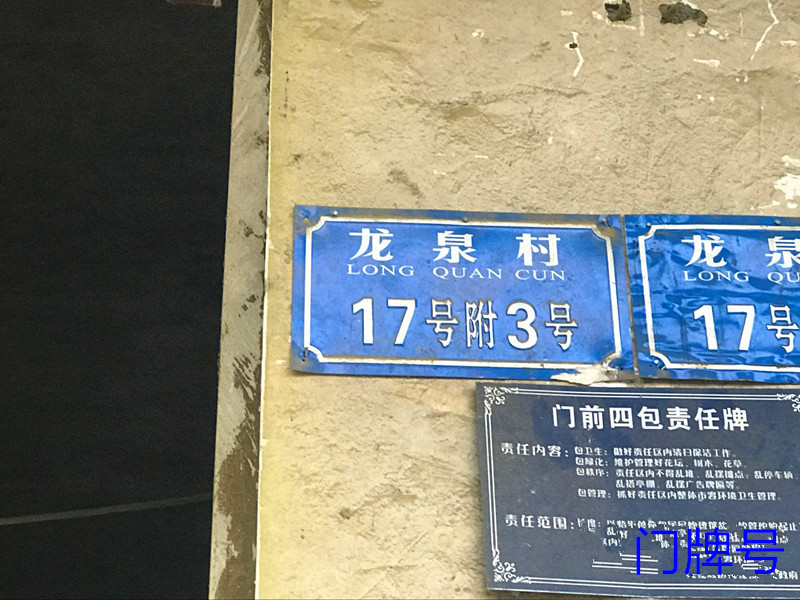 龙泉村
LONG QUAN CUN
17号附3号
龙泉
LONG QU
17号
门前四包责任牌
责任内容：包卫生：做好责任区内清扫保洁工作。
包绿化：维护管理好花坛、树木、花草。
包秩序：责任区内不得乱堆、乱摆摊点、乱停车辆、
乱搭亭棚、乱摆广告牌匾等。
包管理：抓好责任区内整体市容环境卫生管理。
责任范围：
门牌号